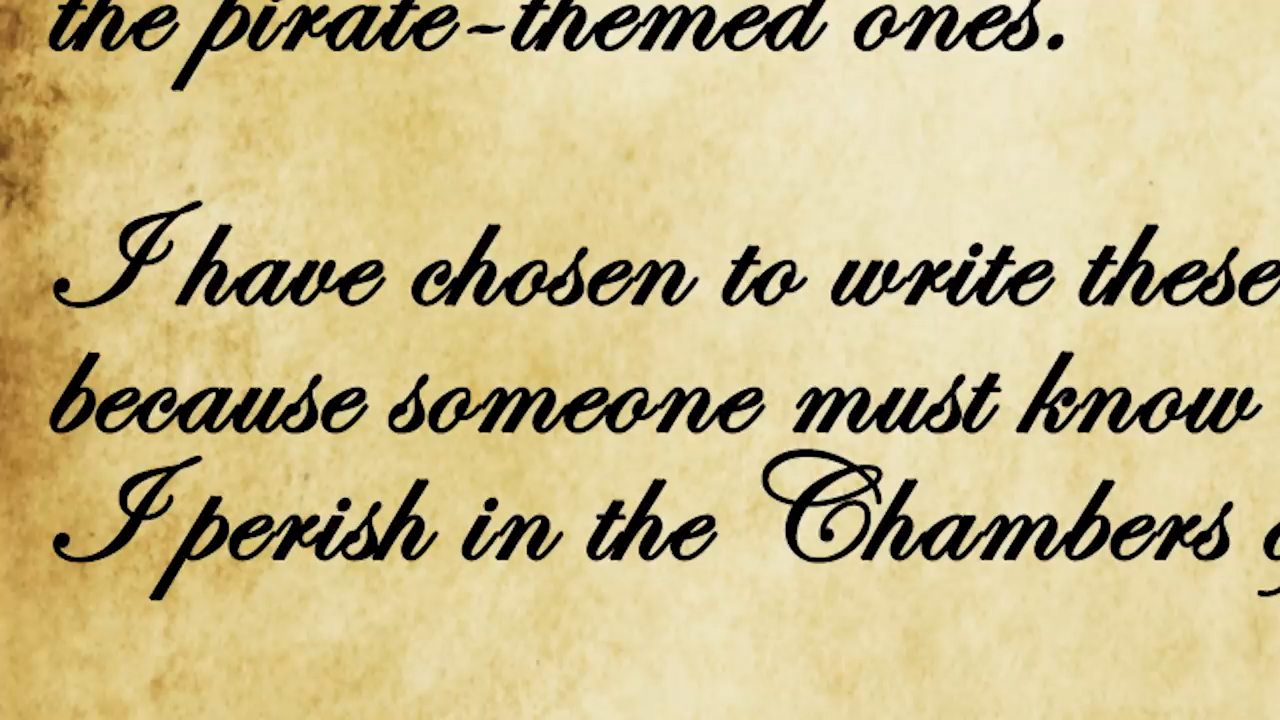 the pirate-themed ones.
I have chosen to write these
because someone must know
I perish in the Chambers